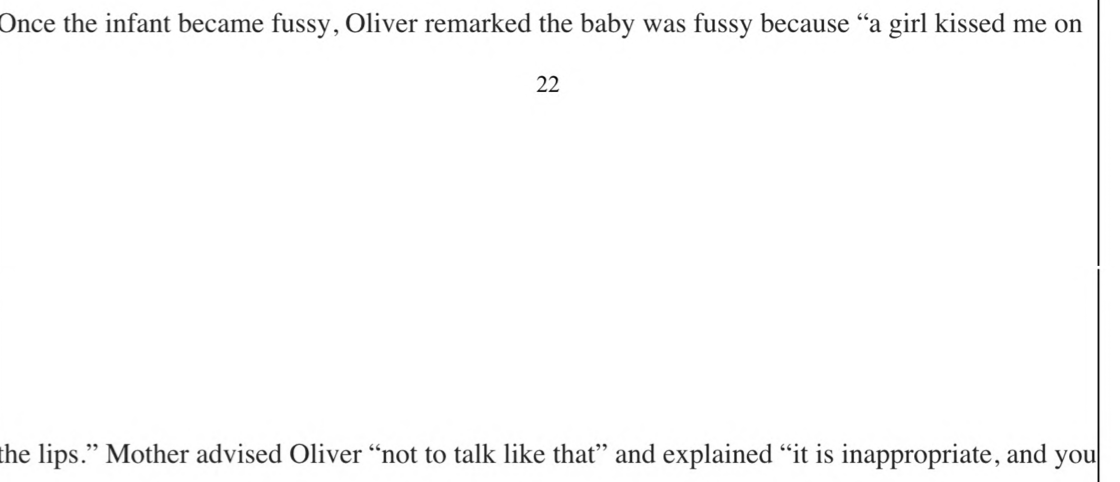 Once the infant became fussy, Oliver remarked the baby was fussy because “a girl kissed me on
22
the lips.” Mother advised Oliver “not to talk like that” and explained “it is inappropriate, and you